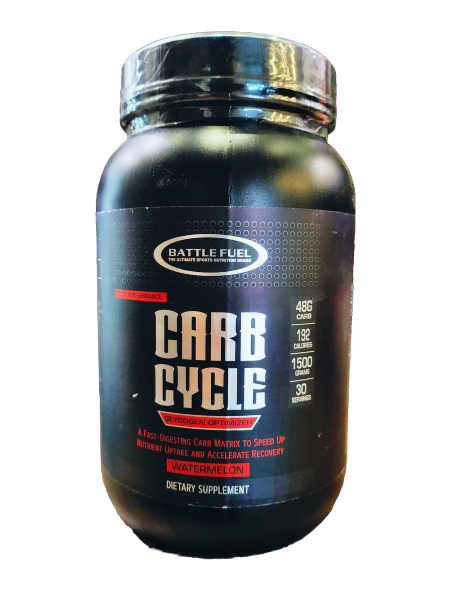 BATTLE FUEL
THE ULTIMATE SPORTS NUTRITION BRAND
CARB
CYCLE
GLYCOGEN OPTIMIZER
A Fast-Digesting Carb Matrix to Speed Up
Nutrient Uptake and Accelerate Recovery
WATERMELON
DIETARY SUPPLEMENT
48G
CARB
192
CALORIES
1500
GRAMS
30
SERVINGS